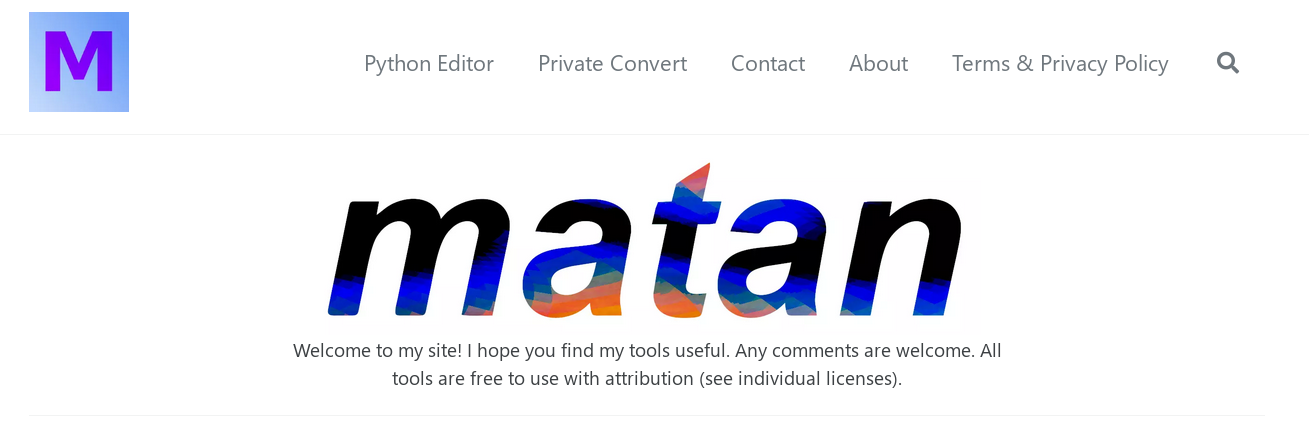 M
Python Editor Private Convert Contact About Terms & Privacy Policy
matan
Welcome to my site! I hope you find my tools useful. Any comments are welcome. All
tools are free to use with attribution (see individual licenses).